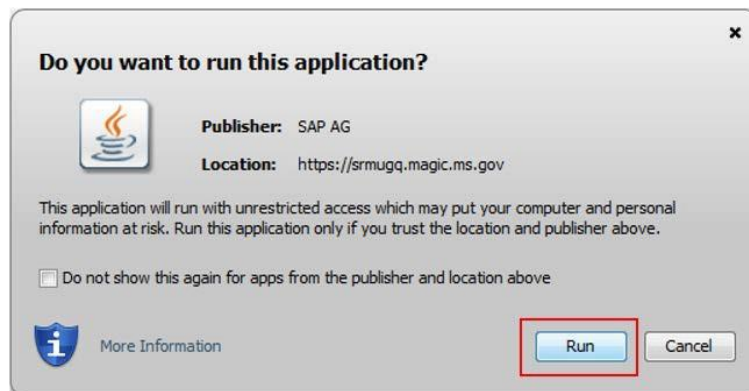 Do you want to run this application?
Publisher: SAP AG
Location: https://srmugq.magic.ms.gov
This application will run with unrestricted access which may put your computer and personal
information at risk. Run this application only if you trust the location and publisher above.
Do not show this again for apps from the publisher and location above
More Information
Run
Cancel